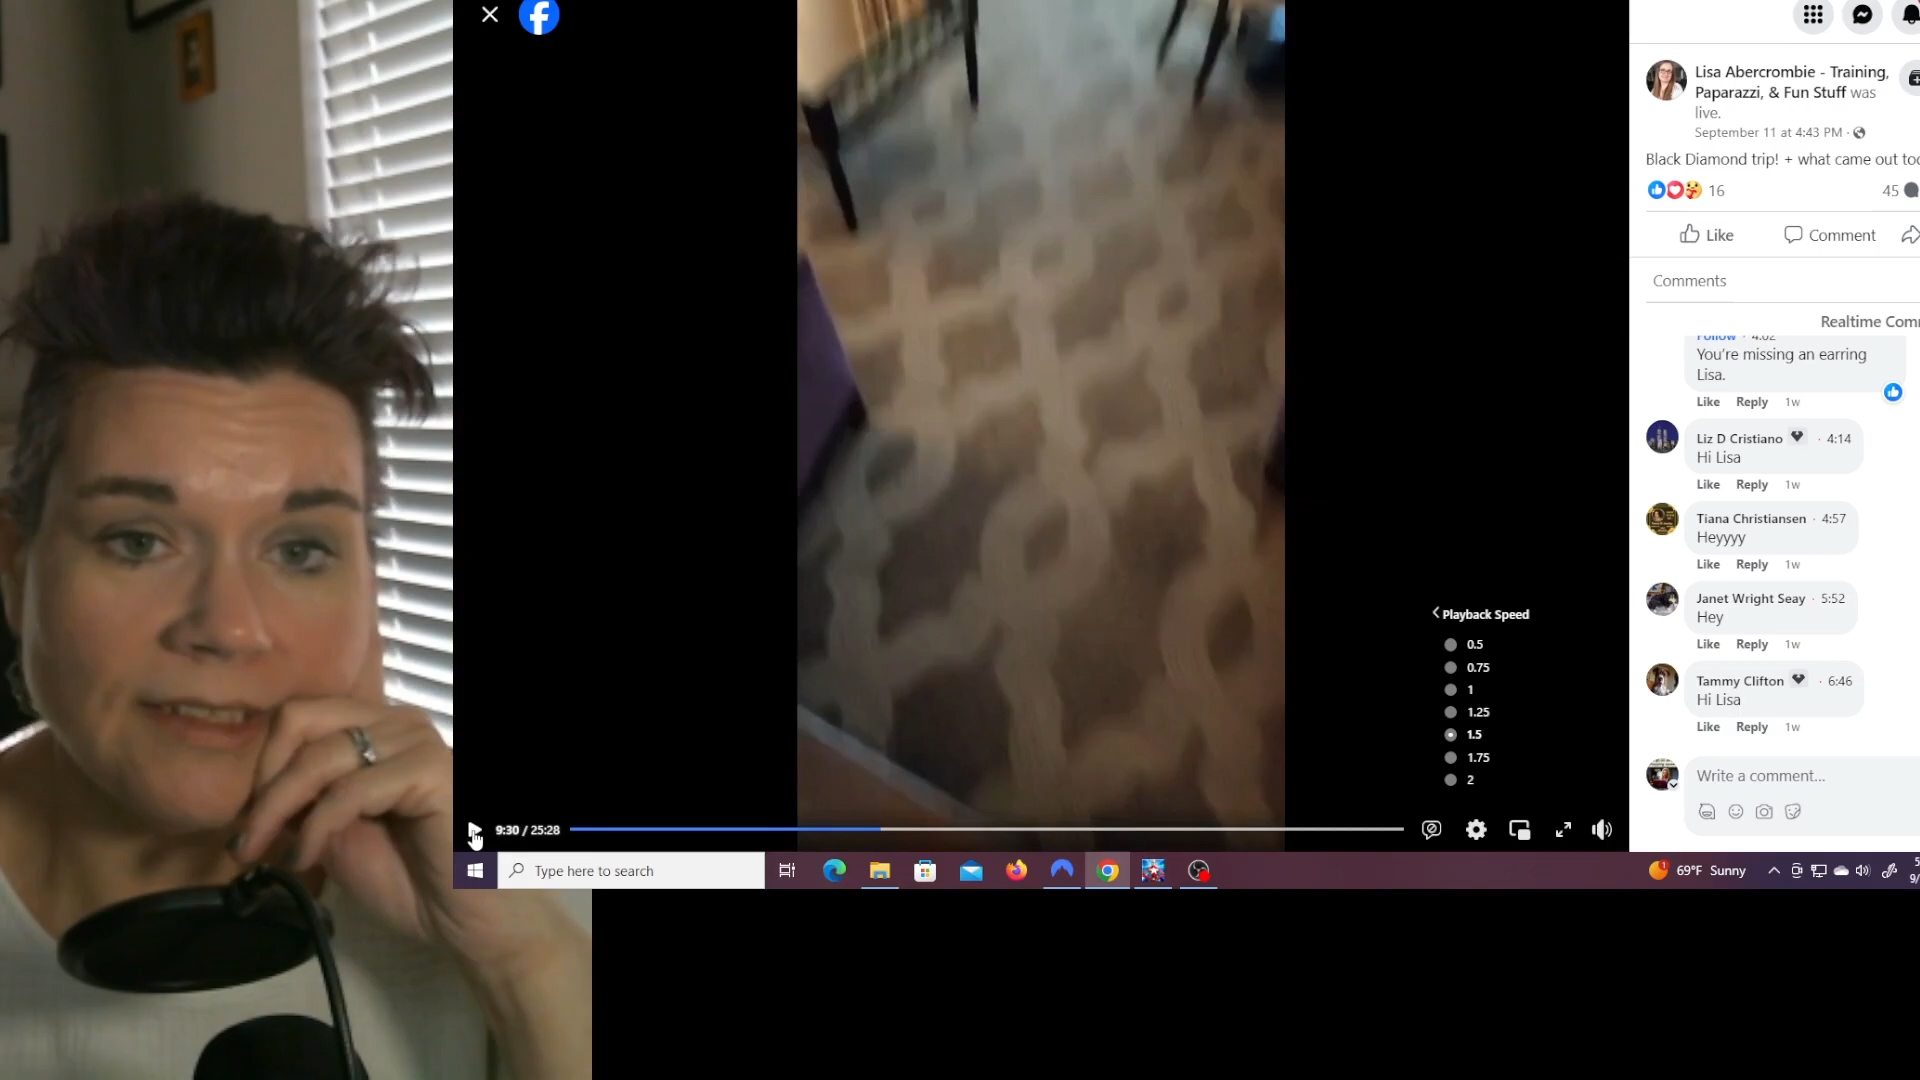 Lisa Abercrombie - Training,
Paparazzi, & Fun Stuff was
live.
September 11 at 4:43 PM ·
Black Diamond trip! + what came out too
16
45
Like
Comment
Comments
Realtime Com
Follow · 4:02
You're missing an earring
Lisa.
Like Reply 1w
Liz D Cristiano · 4:14
Hi Lisa
Like Reply 1w
Tiana Christiansen · 4:57
Heyyyy
Like Reply 1w
Janet Wright Seay · 5:52
Hey
Like Reply 1w
Tammy Clifton · 6:46
Hi Lisa
Like Reply 1w
Write a comment...
Playback Speed
0.5
0.75
1
1.25
1.5
1.75
2
9:30 / 25:28
Type here to search
69°F Sunny